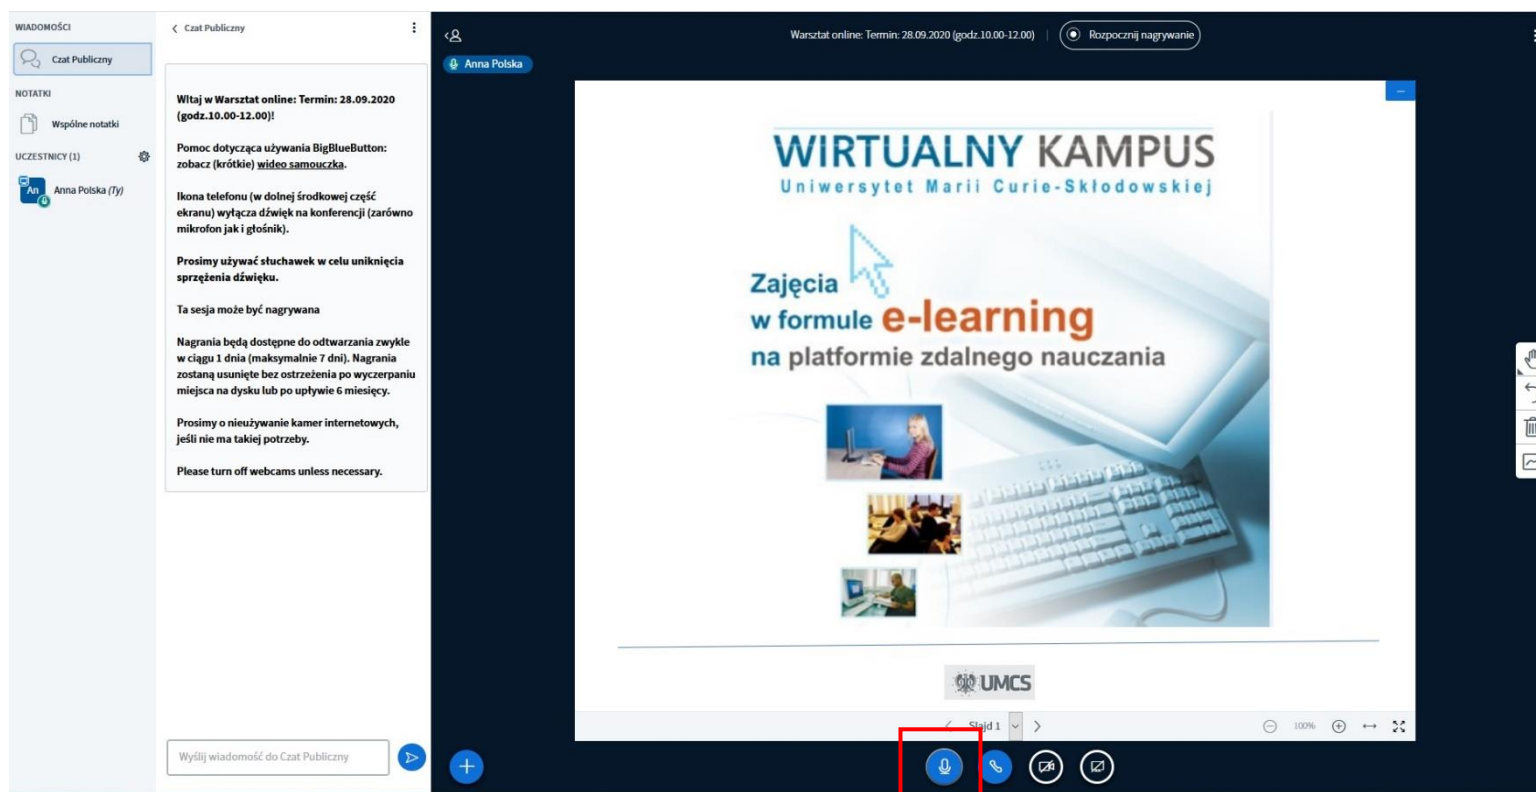 WIADOMOŚCI
Czat Publiczny
NOTATKI
Wspólne notatki
UCZESTNICY (1)
An
Anna Polska (Ty)
Czat Publiczny
WItaj w Warsztat online: Termin: 28.09.2020
(godz.10.00-12.00)!
Pomoc dotycząca używania BigBlueButton:
zobacz (krótkie) wideo samouczka.
Ikona telefonu (w dolnej środkowej część
ekranu) wyłącza dźwięk na konferencji (zarówno
mikrofon jak i głośnik).
Prosimy używać słuchawek w celu uniknięcia
sprzężenia dźwięku.
Ta sesja może być nagrywana
Nagrania będą dostępne do odtwarzania zwykle
w ciągu 1 dnia (maksymalnie 7 dni). Nagrania
zostaną usunięte bez ostrzeżenia po wyczerpaniu
miejsca na dysku lub po upływie 6 miesięcy.
Prosimy o nieużywanie kamer internetowych,
jeśli nie ma takiej potrzeby.
Please turn off webcams unless necessary.
Wyślij wiadomość do Czat Publiczny
Warsztat online: Termin: 28.09.2020 (godz.10.00-12.00)
Rozpocznij nagrywanie
Anna Polska
WIRTUALNY KAMPUS
Uniwersytet Marii Curie-Skłodowskiej
Zajęcia
w formule e-learning
na platformie zdalnego nauczania
UMCS
Slajd 1
100%